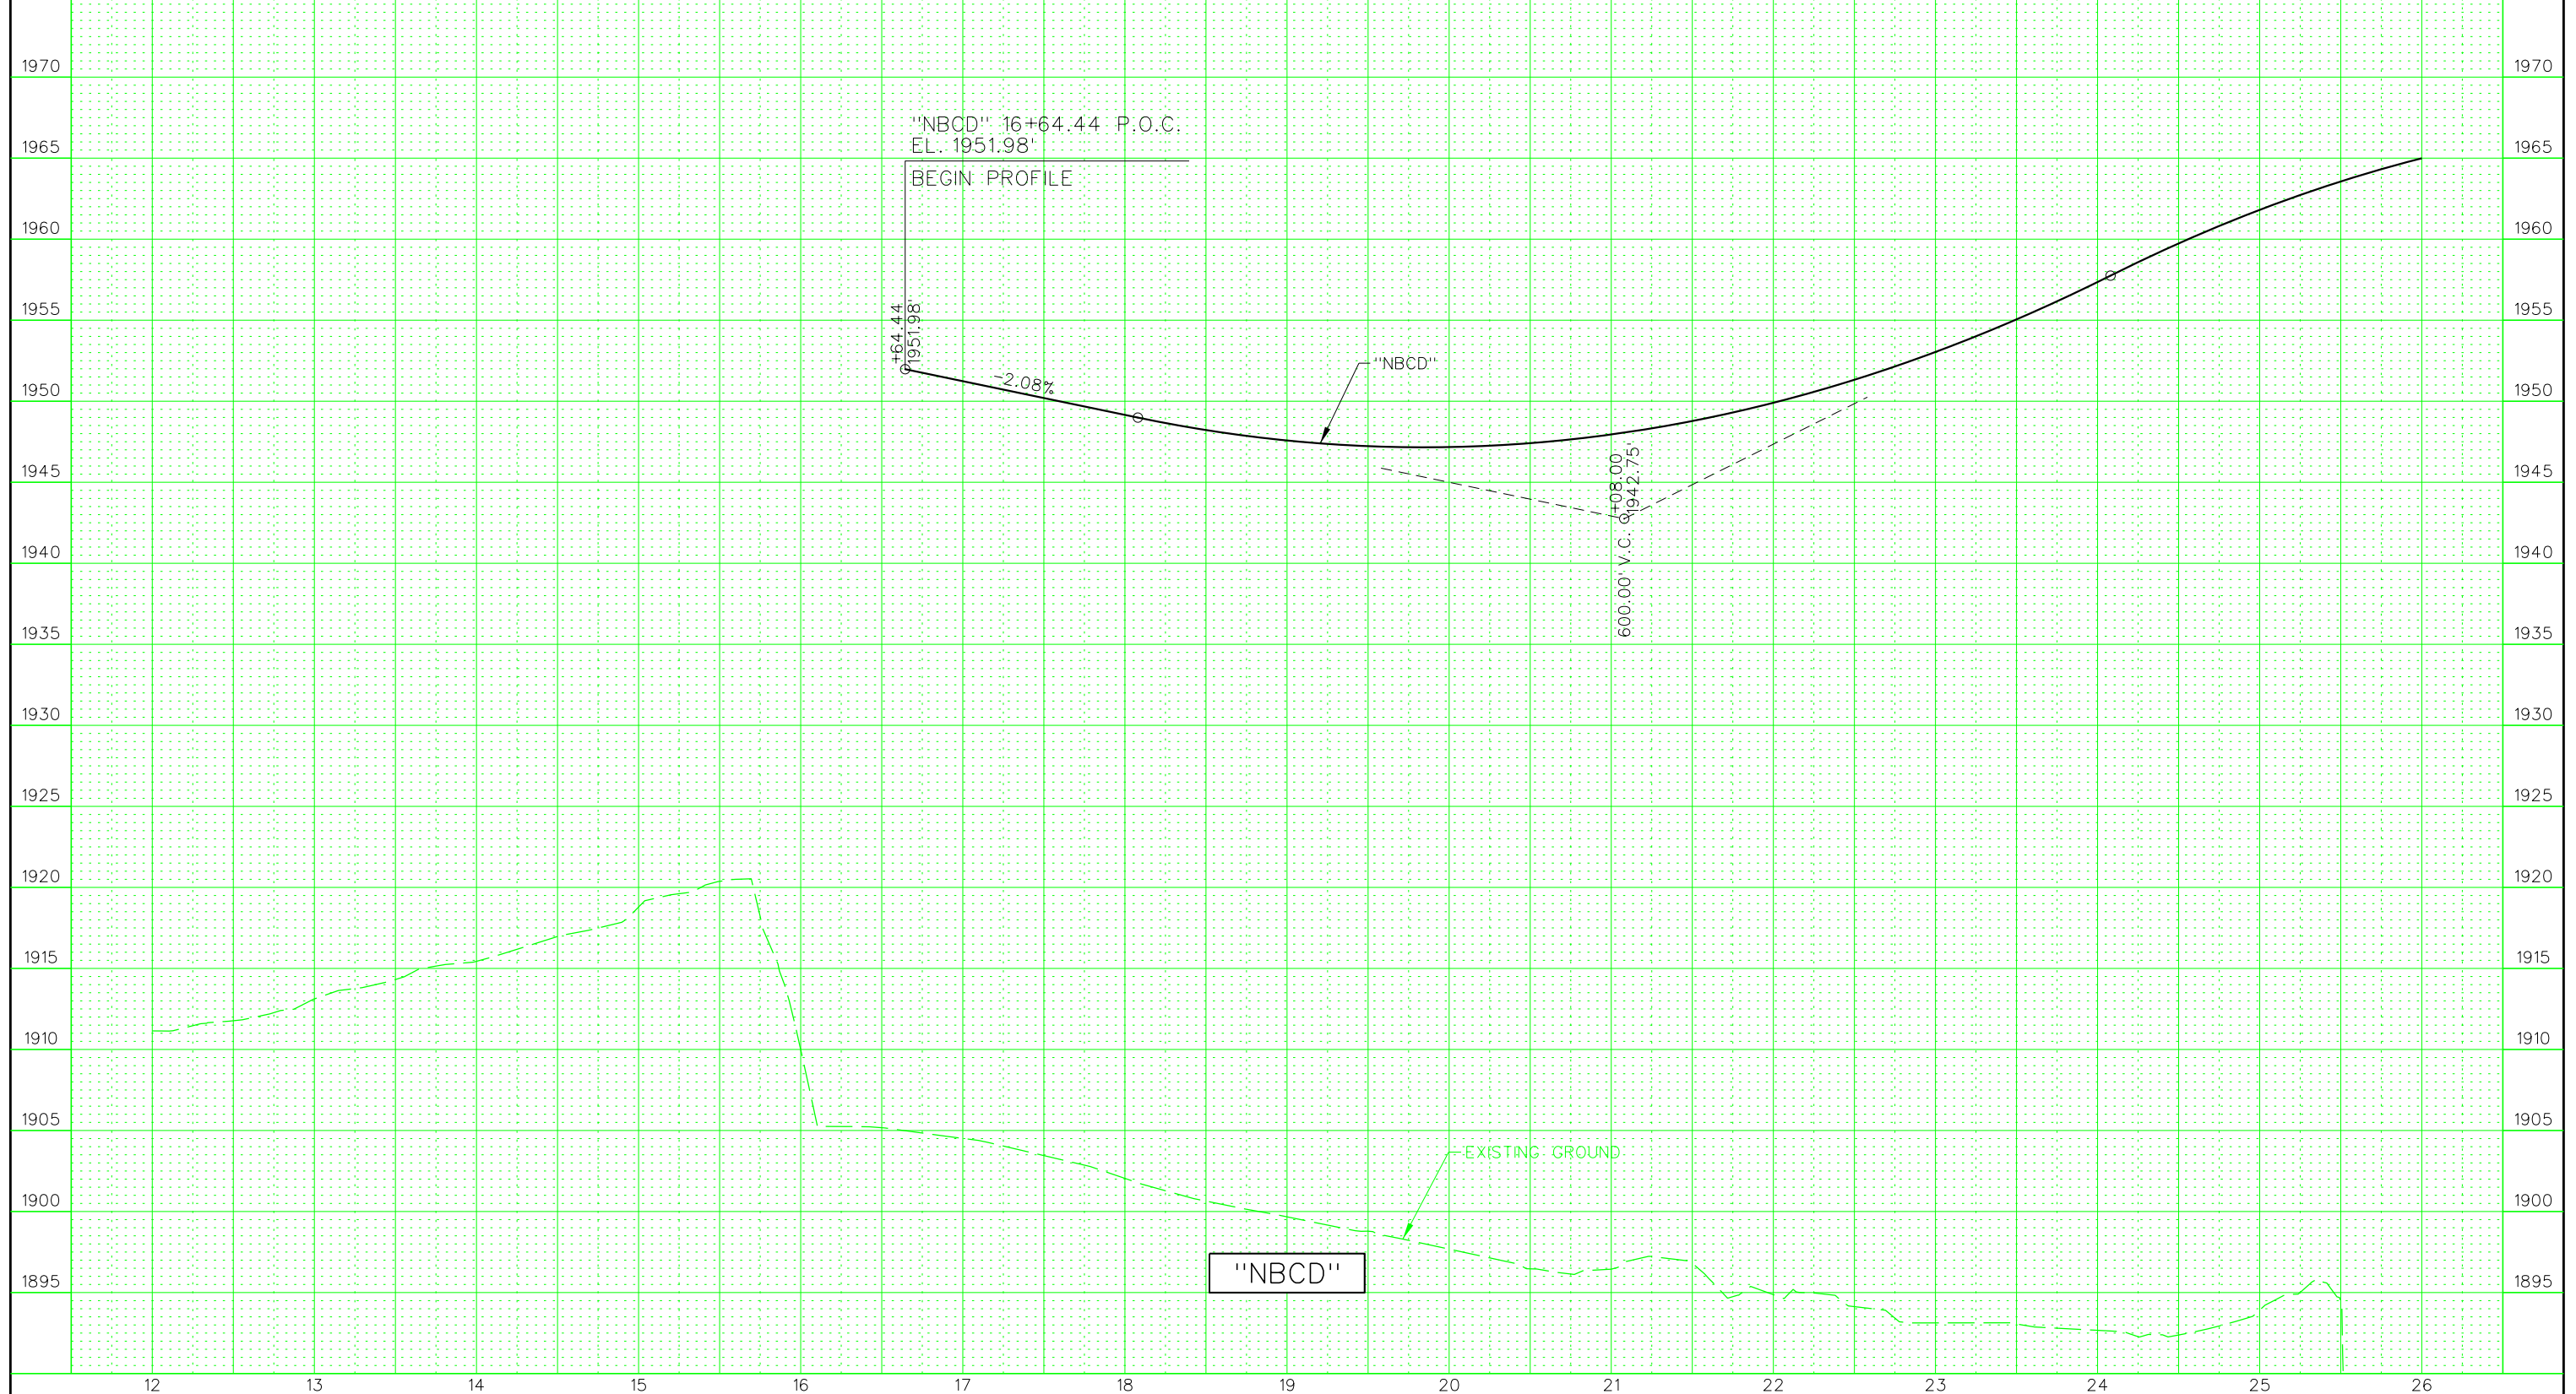 1970 1970
"NBCD" 16+64.44 P.O.C.
EL. 1951.98'
1965 1965
BEGIN PROFILE
1960 1960
1955 1955
+64.44
1951.98'
-2.08%
"NBCD"
1950 1950
1945 1945
+08.00
1942.75'
600.00' V.C.
1940 1940
1935 1935
1930 1930
1925 1925
1920 1920
1915 1915
1910 1910
1905 1905
EXISTING GROUND
1900 1900
"NBCD"
1895 1895
12 13 14 15 16 17 18 19 20 21 22 23 24 25 26